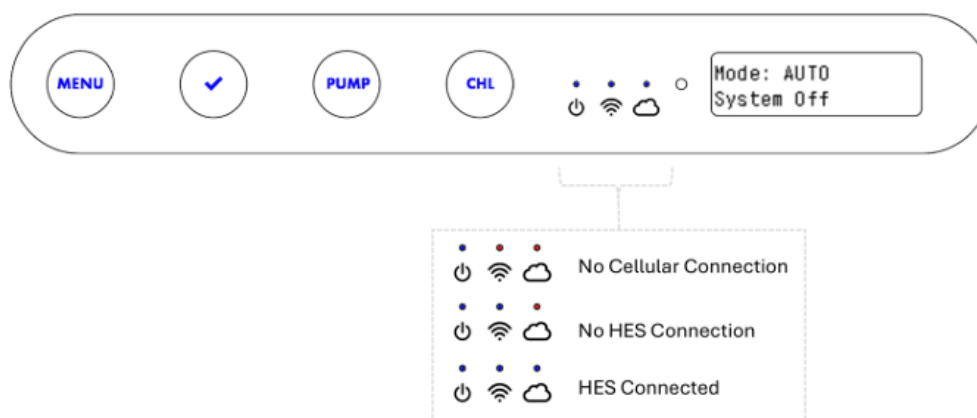 MENU
PUMP
CHL
Mode: AUTO
System Off
No Cellular Connection
No HES Connection
HES Connected